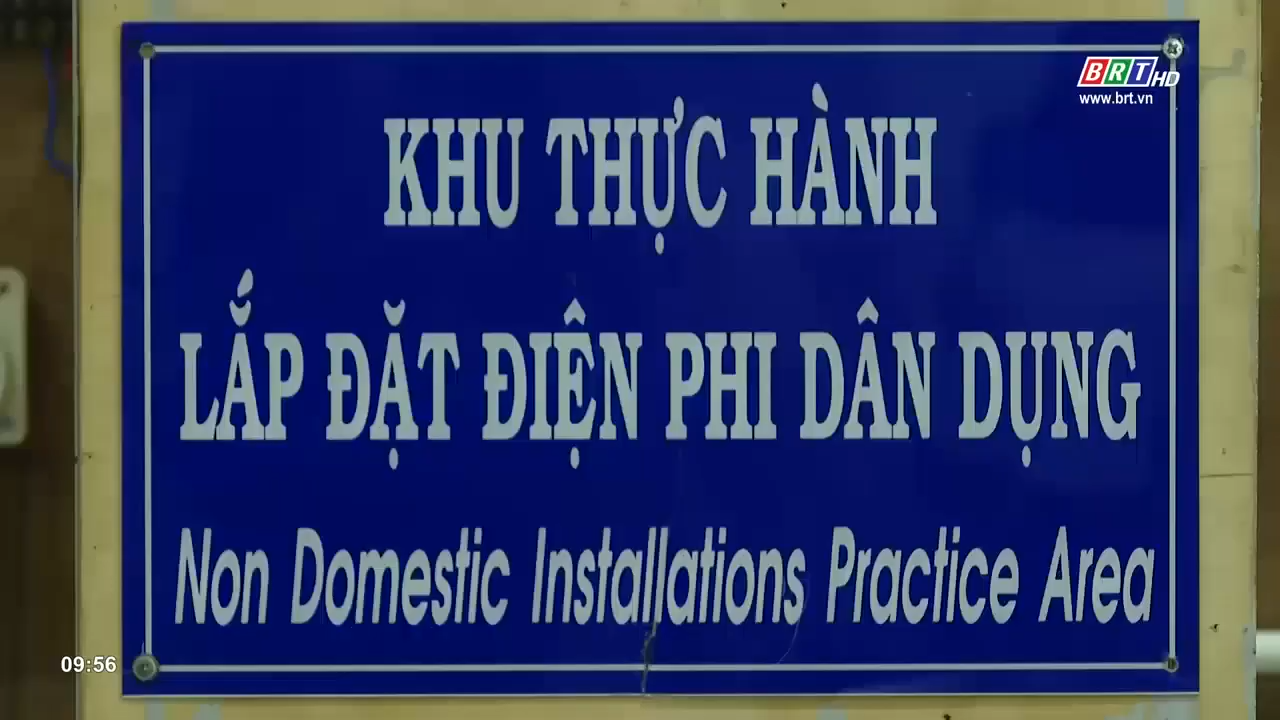 BRT HD
www.brt.vn
KHU THỰC HÀNH
LẮP ĐẶT ĐIỆN PHI DÂN DỤNG
Non Domestic Installations Practice Area
09:56